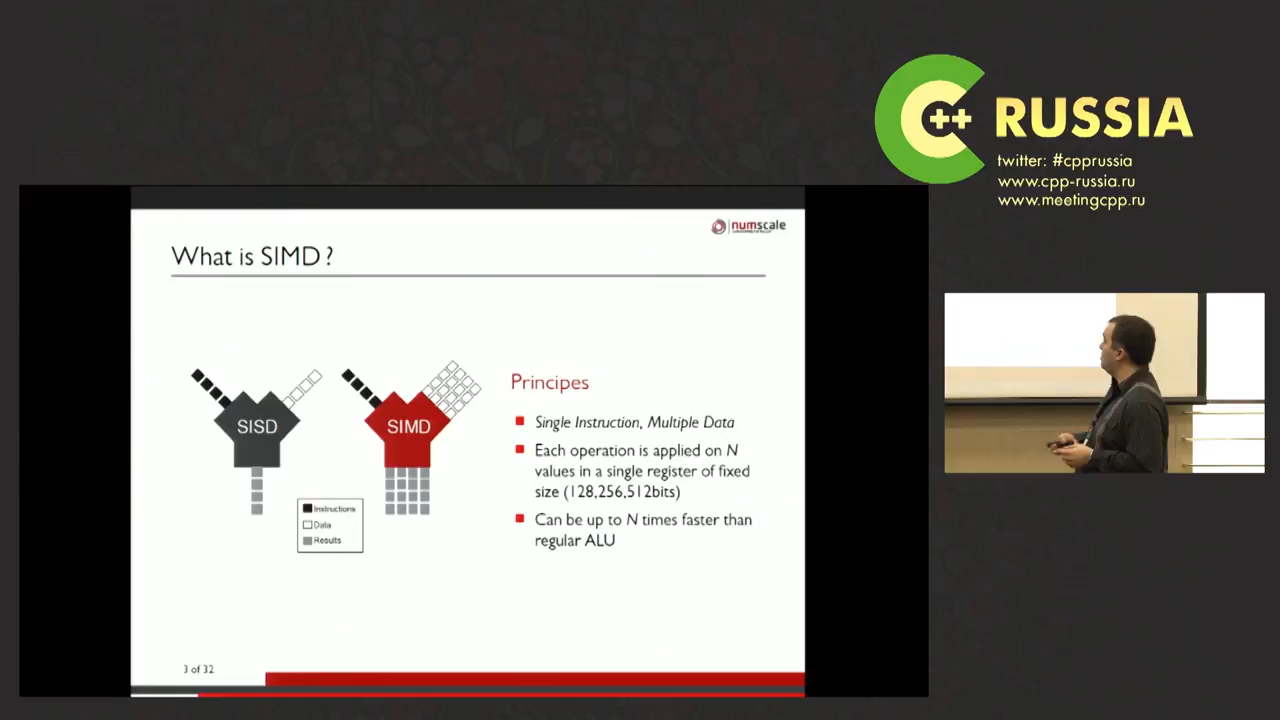 C++ RUSSIA
twitter: #cpprussia
www.cpp-russia.ru
www.meetingcpp.ru
numscale
What is SIMD ?
SISD
SIMD
Instructions
Data
Results
Principes
Single Instruction, Multiple Data
Each operation is applied on N
values in a single register of fixed
size (128,256,512bits)
Can be up to N times faster than
regular ALU
3 of 32